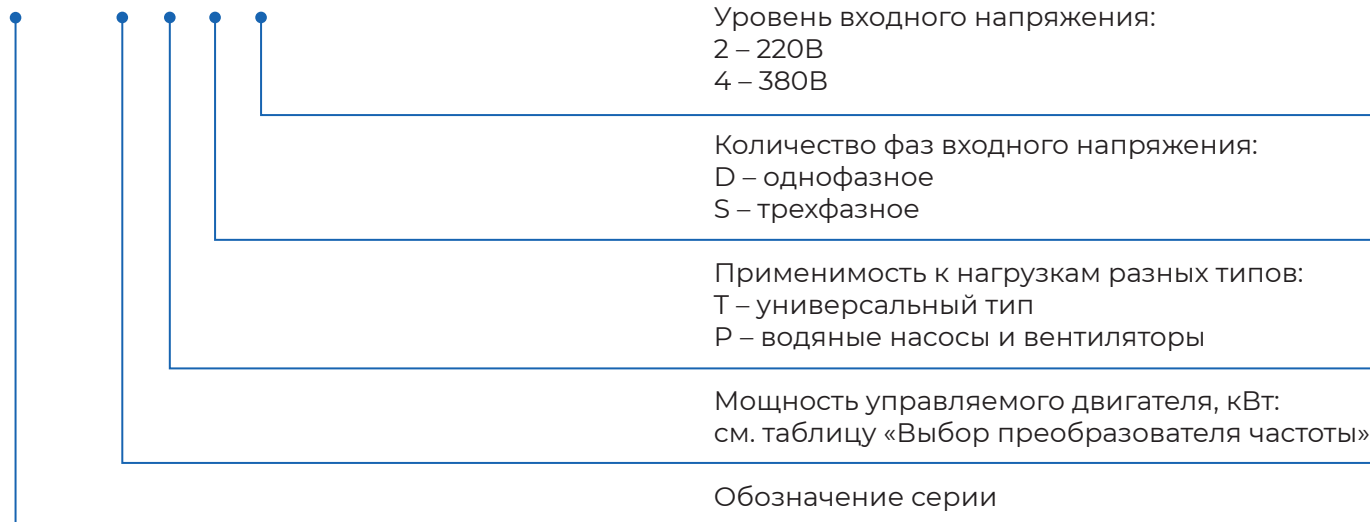 Уровень входного напряжения:
2 – 220В
4 – 380В
Количество фаз входного напряжения:
D – однофазное
S – трехфазное
Применимость к нагрузкам разных типов:
T – универсальный тип
P – водяные насосы и вентиляторы
Мощность управляемого двигателя, кВт:
см. таблицу «Выбор преобразователя частоты»
Обозначение серии